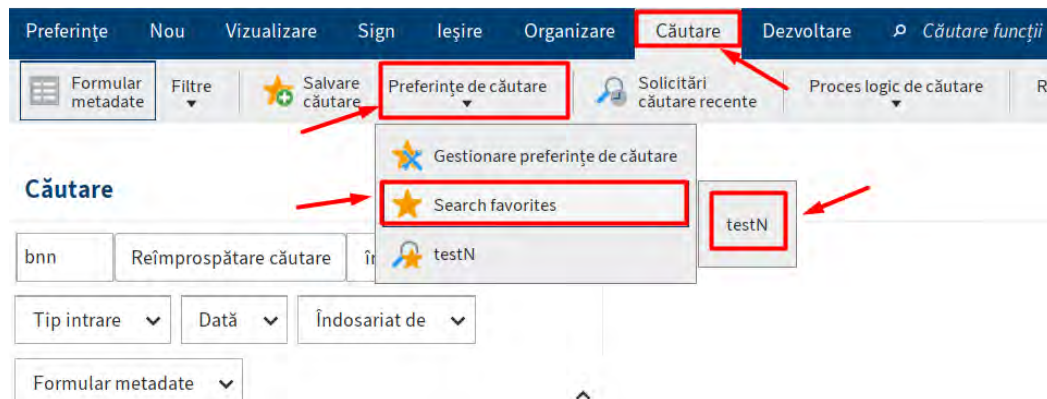 Preferințe Nou Vizualizare Sign Ieșire Organizare Căutare Dezvoltare Căutare funcții
Formular metadate Filtre Salvare căutare Preferințe de căutare Solicitări căutare recente Proces logic de căutare R
Gestionare preferințe de căutare
Căutare
Search favorites
testN
bnn Reîmprospătare căutare în
testN
Tip intrare Dată Îndosariat de
Formular metadate